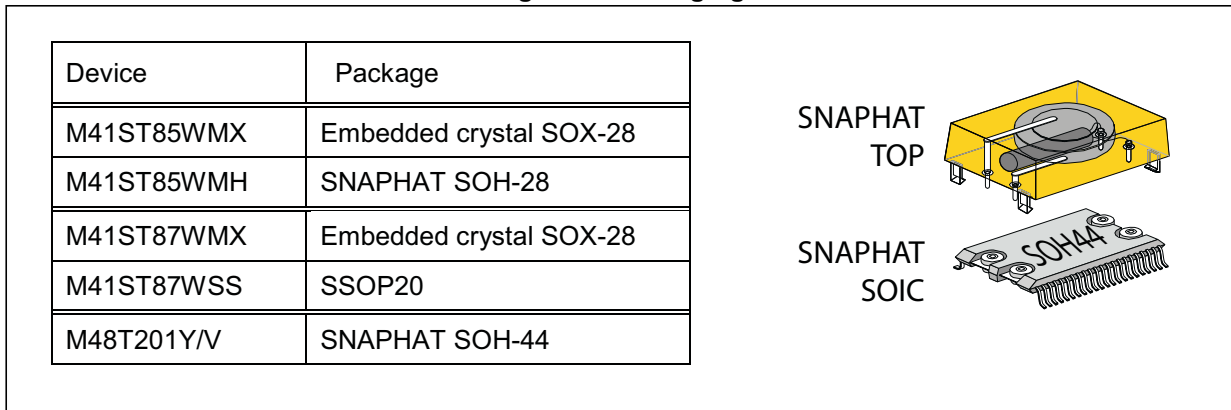 Device Package
M41ST85WMX Embedded crystal SOX-28
M41ST85WMH SNAPHAT SOH-28
M41ST87WMX Embedded crystal SOX-28
M41ST87WSS SSOP20
M48T201Y/V SNAPHAT SOH-44
SNAPHAT
TOP
SNAPHAT
SOIC
SOH44